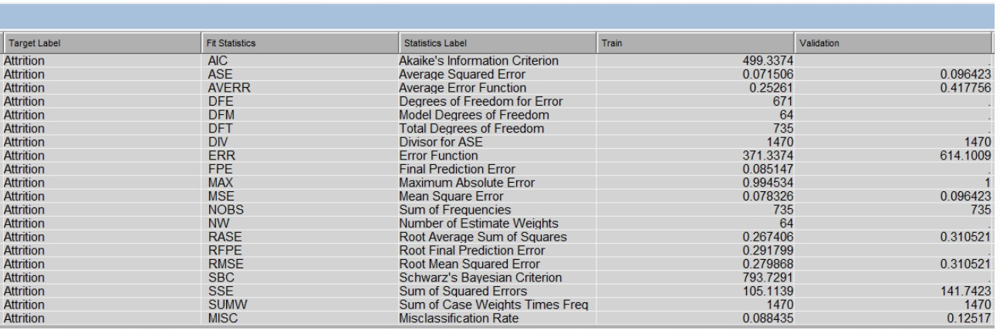 Target Label Fit Statistics Statistics Label Train Validation
Attrition AIC Akaike's Information Criterion 499.3374 .
Attrition ASE Average Squared Error 0.071506 0.096423
Attrition AVERR Average Error Function 0.25261 0.417756
Attrition DFE Degrees of Freedom for Error 671 .
Attrition DFM Model Degrees of Freedom 64 .
Attrition DFT Total Degrees of Freedom 735 .
Attrition DIV Divisor for ASE 1470 1470
Attrition ERR Error Function 371.3374 614.1009
Attrition FPE Final Prediction Error 0.085147 .
Attrition MAX Maximum Absolute Error 0.994534 1
Attrition MSE Mean Square Error 0.078326 0.096423
Attrition NOBS Sum of Frequencies 735 735
Attrition NW Number of Estimate Weights 64 .
Attrition RASE Root Average Sum of Squares 0.267406 0.310521
Attrition RFPE Root Final Prediction Error 0.291799 .
Attrition RMSE Root Mean Squared Error 0.279868 0.310521
Attrition SBC Schwarz's Bayesian Criterion 793.7291 .
Attrition SSE Sum of Squared Errors 105.1139 141.7423
Attrition SUMW Sum of Case Weights Times Freq 1470 1470
Attrition MISC Misclassification Rate 0.088435 0.12517